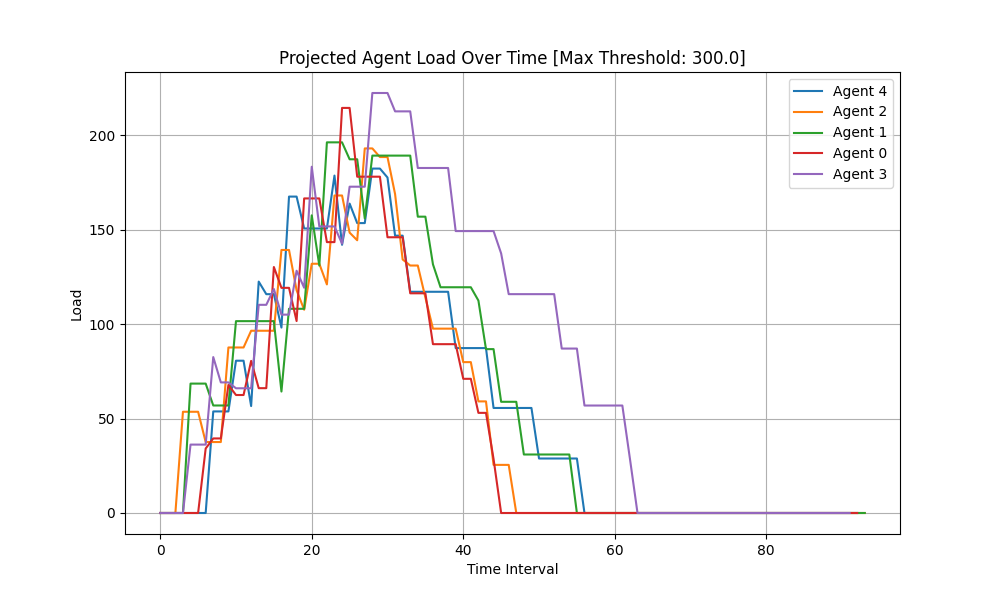 Projected Agent Load Over Time [Max Threshold: 300.0]
Agent 4
Agent 2
Agent 1
Agent 0
Agent 3
200
150
100
50
0
Load
0 20 40 60 80
Time Interval